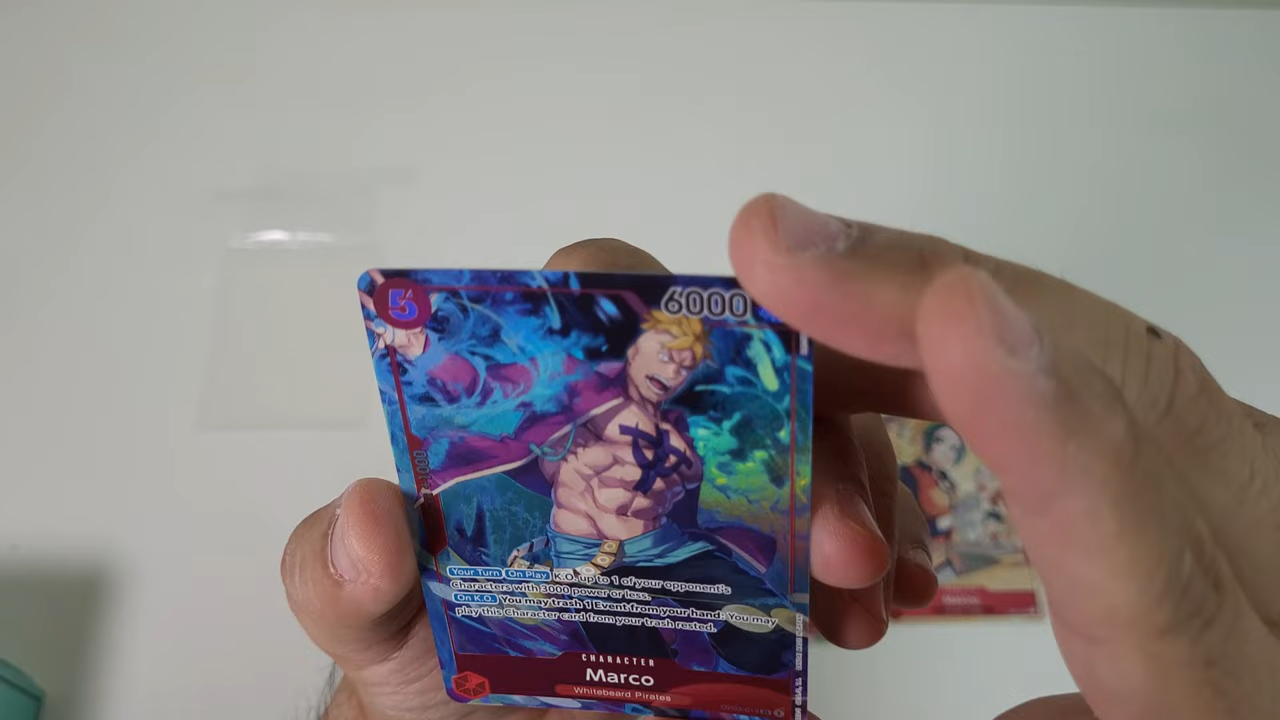 5
6000
+1000
Your Turn On Play K.O. up to 1 of your opponent's
Characters with 3000 power or less.
On K.O. You may trash 1 Event from your hand: You may
play this Character card from your trash rested.
CHARACTER
Marco
Whitebeard Pirates